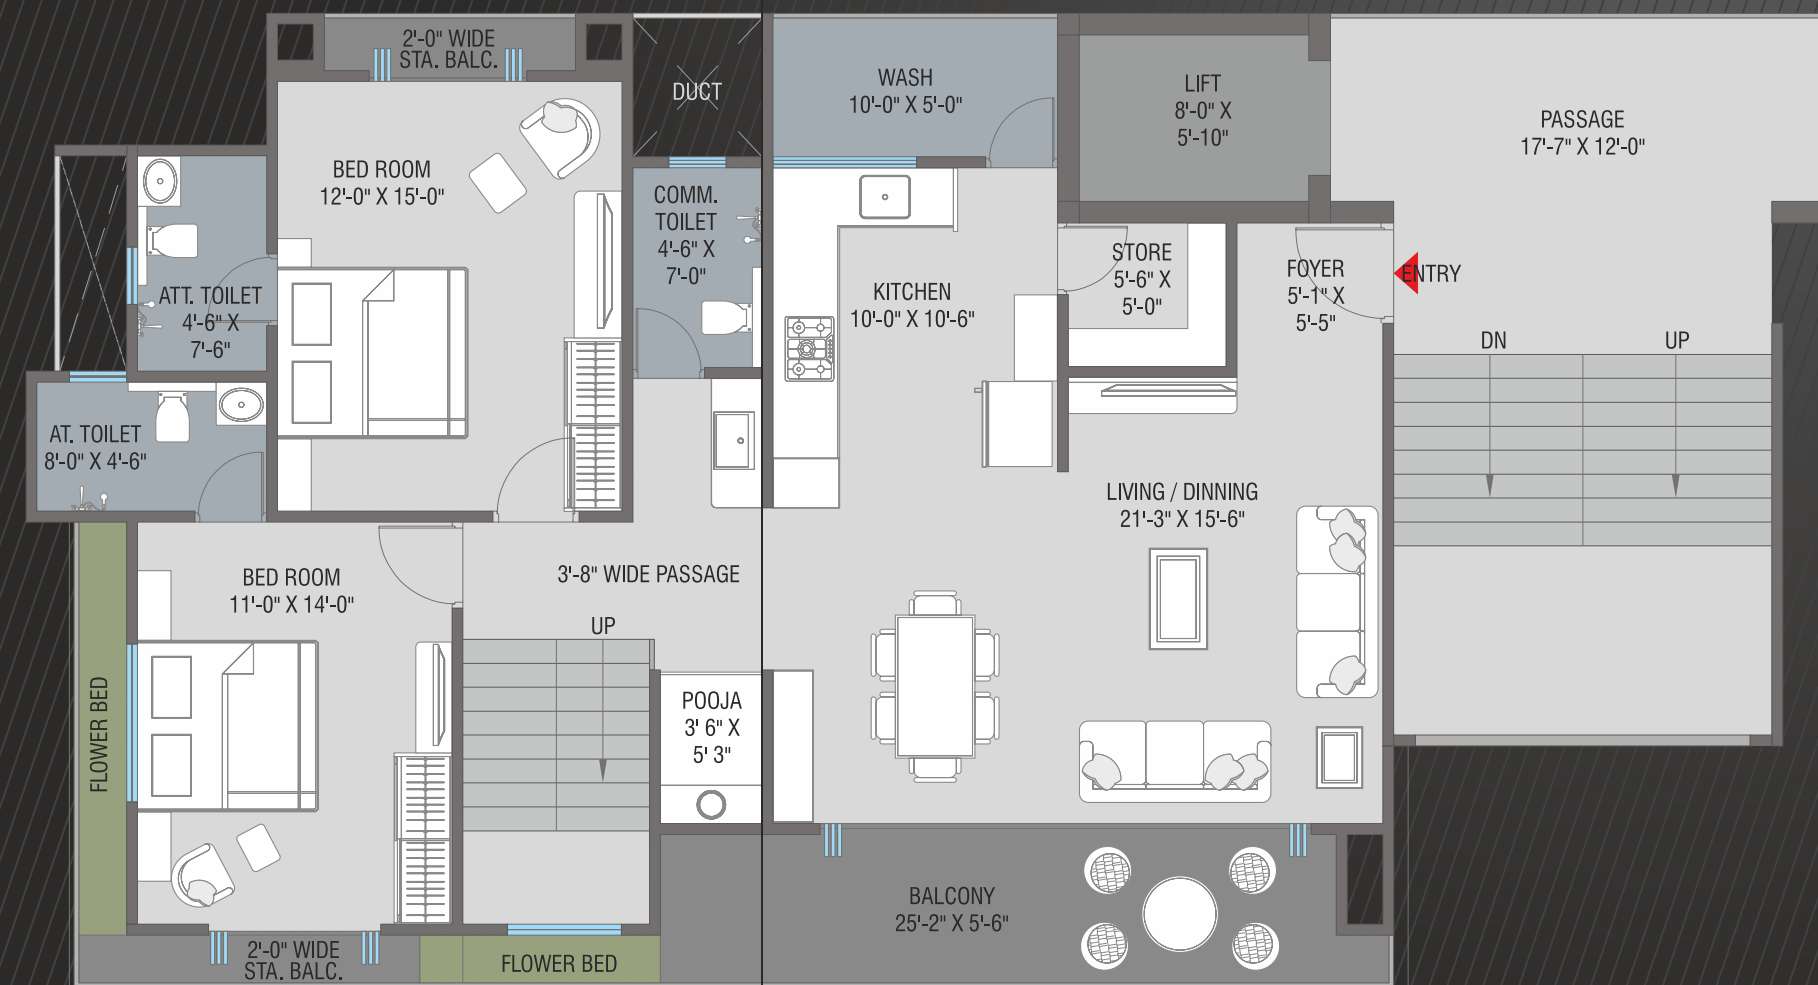 2'-0" WIDE
STA. BALC.
DUCT
WASH
10'-0" X 5'-0"
LIFT
8'-0" X
5'-10"
PASSAGE
17'-7" X 12'-0"
BED ROOM
12'-0" X 15'-0"
COMM.
TOILET
4'-6" X
7'-0"
ATT. TOILET
4'-6" X
7'-6"
KITCHEN
10'-0" X 10'-6"
STORE
5'-6" X
5'-0"
FOYER
5'-1" X
5'-5"
ENTRY
DN
UP
AT. TOILET
8'-0" X 4'-6"
LIVING / DINNING
21'-3" X 15'-6"
BED ROOM
11'-0" X 14'-0"
3'-8" WIDE PASSAGE
UP
FLOWER BED
POOJA
3' 6" X
5' 3"
BALCONY
25'-2" X 5'-6"
2'-0" WIDE
STA. BALC.
FLOWER BED